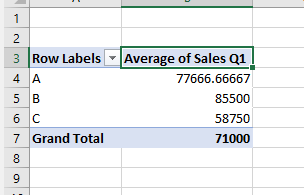 1
2
3 Row Labels Average of Sales Q1
4 A 77666.66667
5 B 85500
6 C 58750
7 Grand Total 71000
8
9